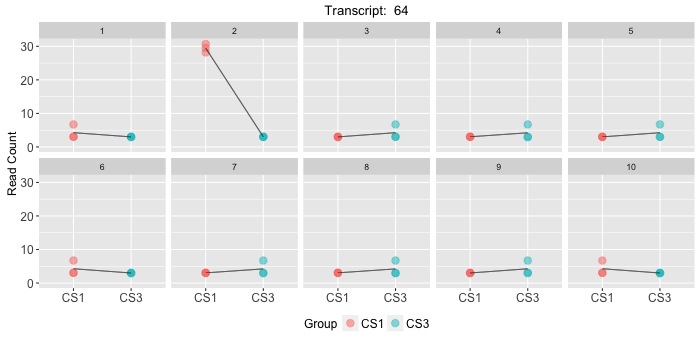 Transcript: 64
1 2 3 4 5
30
20
10
0
6 7 8 9 10
30
20
10
0
Read Count
CS1 CS3 CS1 CS3 CS1 CS3 CS1 CS3 CS1 CS3
Group CS1 CS3